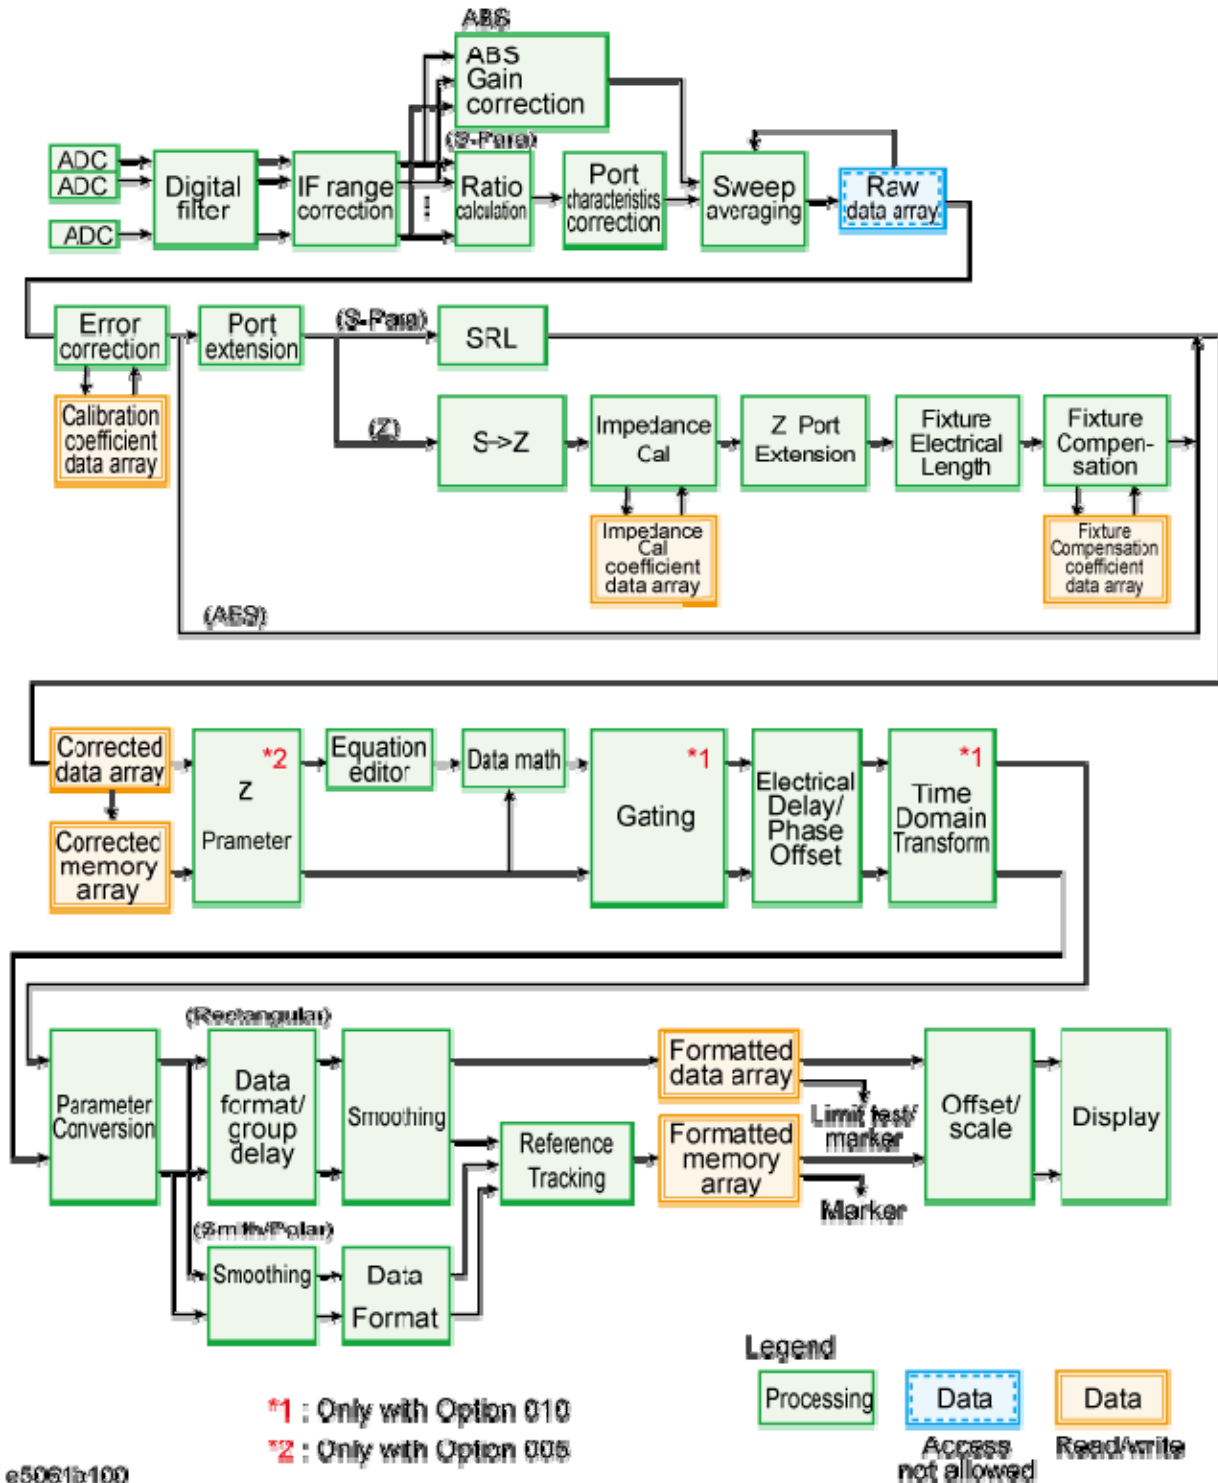 ABS
ABS
Gain
correction
(S-Para)
ADC
ADC
ADC
Digital
filter
IF range
correction
Ratio
calculation
Port
characteristics
correction
Sweep
averaging
Raw
data array
Error
correction
Port
extension
(S-Para)
SRL
Calibration
coefficient
data array
(Z)
S->Z
Impedance
Cal
Z Port
Extension
Fixture
Electrical
Length
Fixture
Compen-
sation
Impedance
Cal
coefficient
data array
Fixture
Compensation
coefficient
data array
(ABS)
Corrected
data array
*2
Z
Prameter
Equation
editor
Data math
*1
Gating
Electrical
Delay/
Phase
Offset
*1
Time
Domain
Transform
Corrected
memory
array
(Rectangular)
Parameter
Conversion
Data
format/
group
delay
Smoothing
Formatted
data array
Limit test/
marker
Offset/
scale
Display
Reference
Tracking
Formatted
memory
array
Marker
(Smith/Polar)
Smoothing
Data
Format
Legend
Processing
Data
Data
Access
not allowed
Read/write
*1 : Only with Option 010
*2 : Only with Option 005
e5061b100